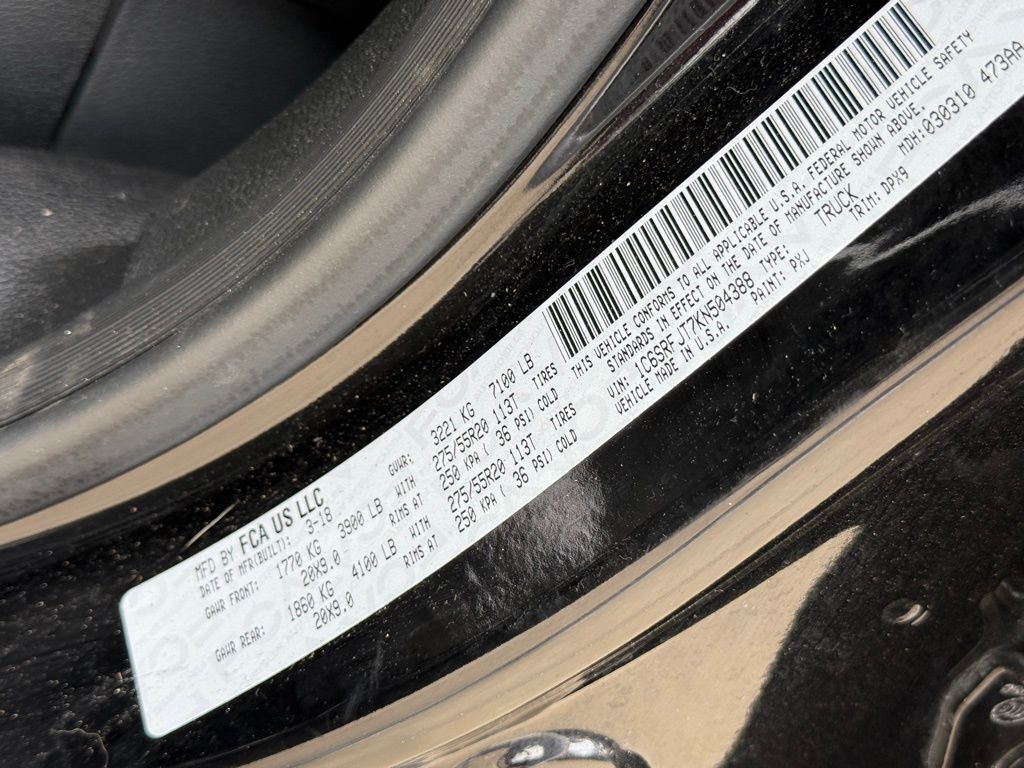 MFD BY FCA US LLC
DATE OF MFR(BUILT): 3-18 GVWR: 3221 KG 7100 LB
GAWR FRONT: 1770 KG 3900 LB WITH 275/55R20 113T TIRES
20X9.0 RIMS AT 250 KPA( 36 PSI) COLD
GAWR REAR: 1860 KG 4100 LB WITH 275/55R20 113T TIRES
20X9.0 RIMS AT 250 KPA( 36 PSI) COLD
THIS VEHICLE CONFORMS TO ALL APPLICABLE U.S.A. FEDERAL MOTOR VEHICLE SAFETY
STANDARDS IN EFFECT ON THE DATE OF MANUFACTURE SHOWN ABOVE.
VIN: 1C6SRFJT7KN504388 TYPE: TRUCK MDH:030310 473AA
VEHICLE MADE IN U.S.A. PAINT: PXJ TRIM: DPX9